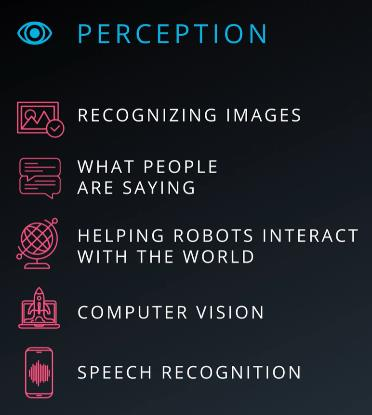 PERCEPTION
RECOGNIZING IMAGES
WHAT PEOPLE
ARE SAYING
HELPING ROBOTS INTERACT
WITH THE WORLD
COMPUTER VISION
SPEECH RECOGNITION